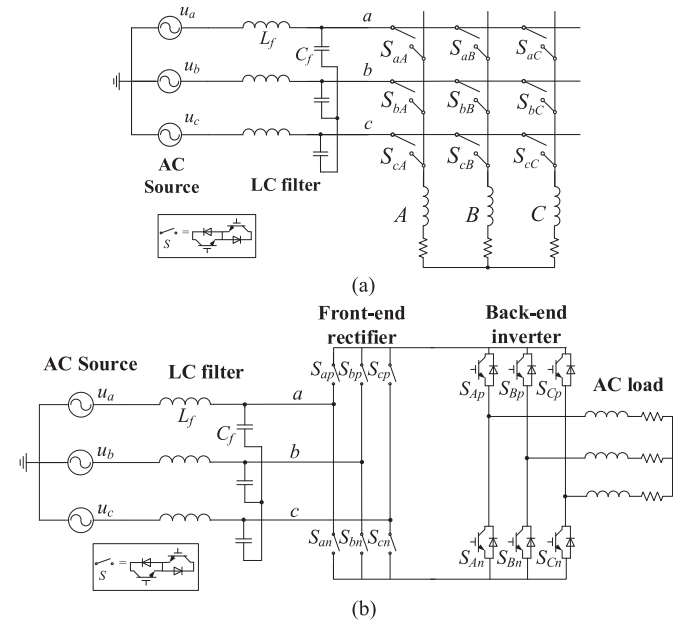 u_a
L_f
a
C_f
S_aA
S_aB
S_aC
u_b
b
S_bA
S_bB
S_bC
u_c
c
S_cA
S_cB
S_cC
AC
Source
LC filter
A
B
C
S
=
(a)
Front-end
rectifier
Back-end
inverter
AC Source
LC filter
AC load
S_ap
S_bp
S_cp
S_Ap
S_Bp
S_Cp
u_a
L_f
a
C_f
u_b
b
u_c
c
S_an
S_bn
S_cn
S_An
S_Bn
S_Cn
S
=
(b)